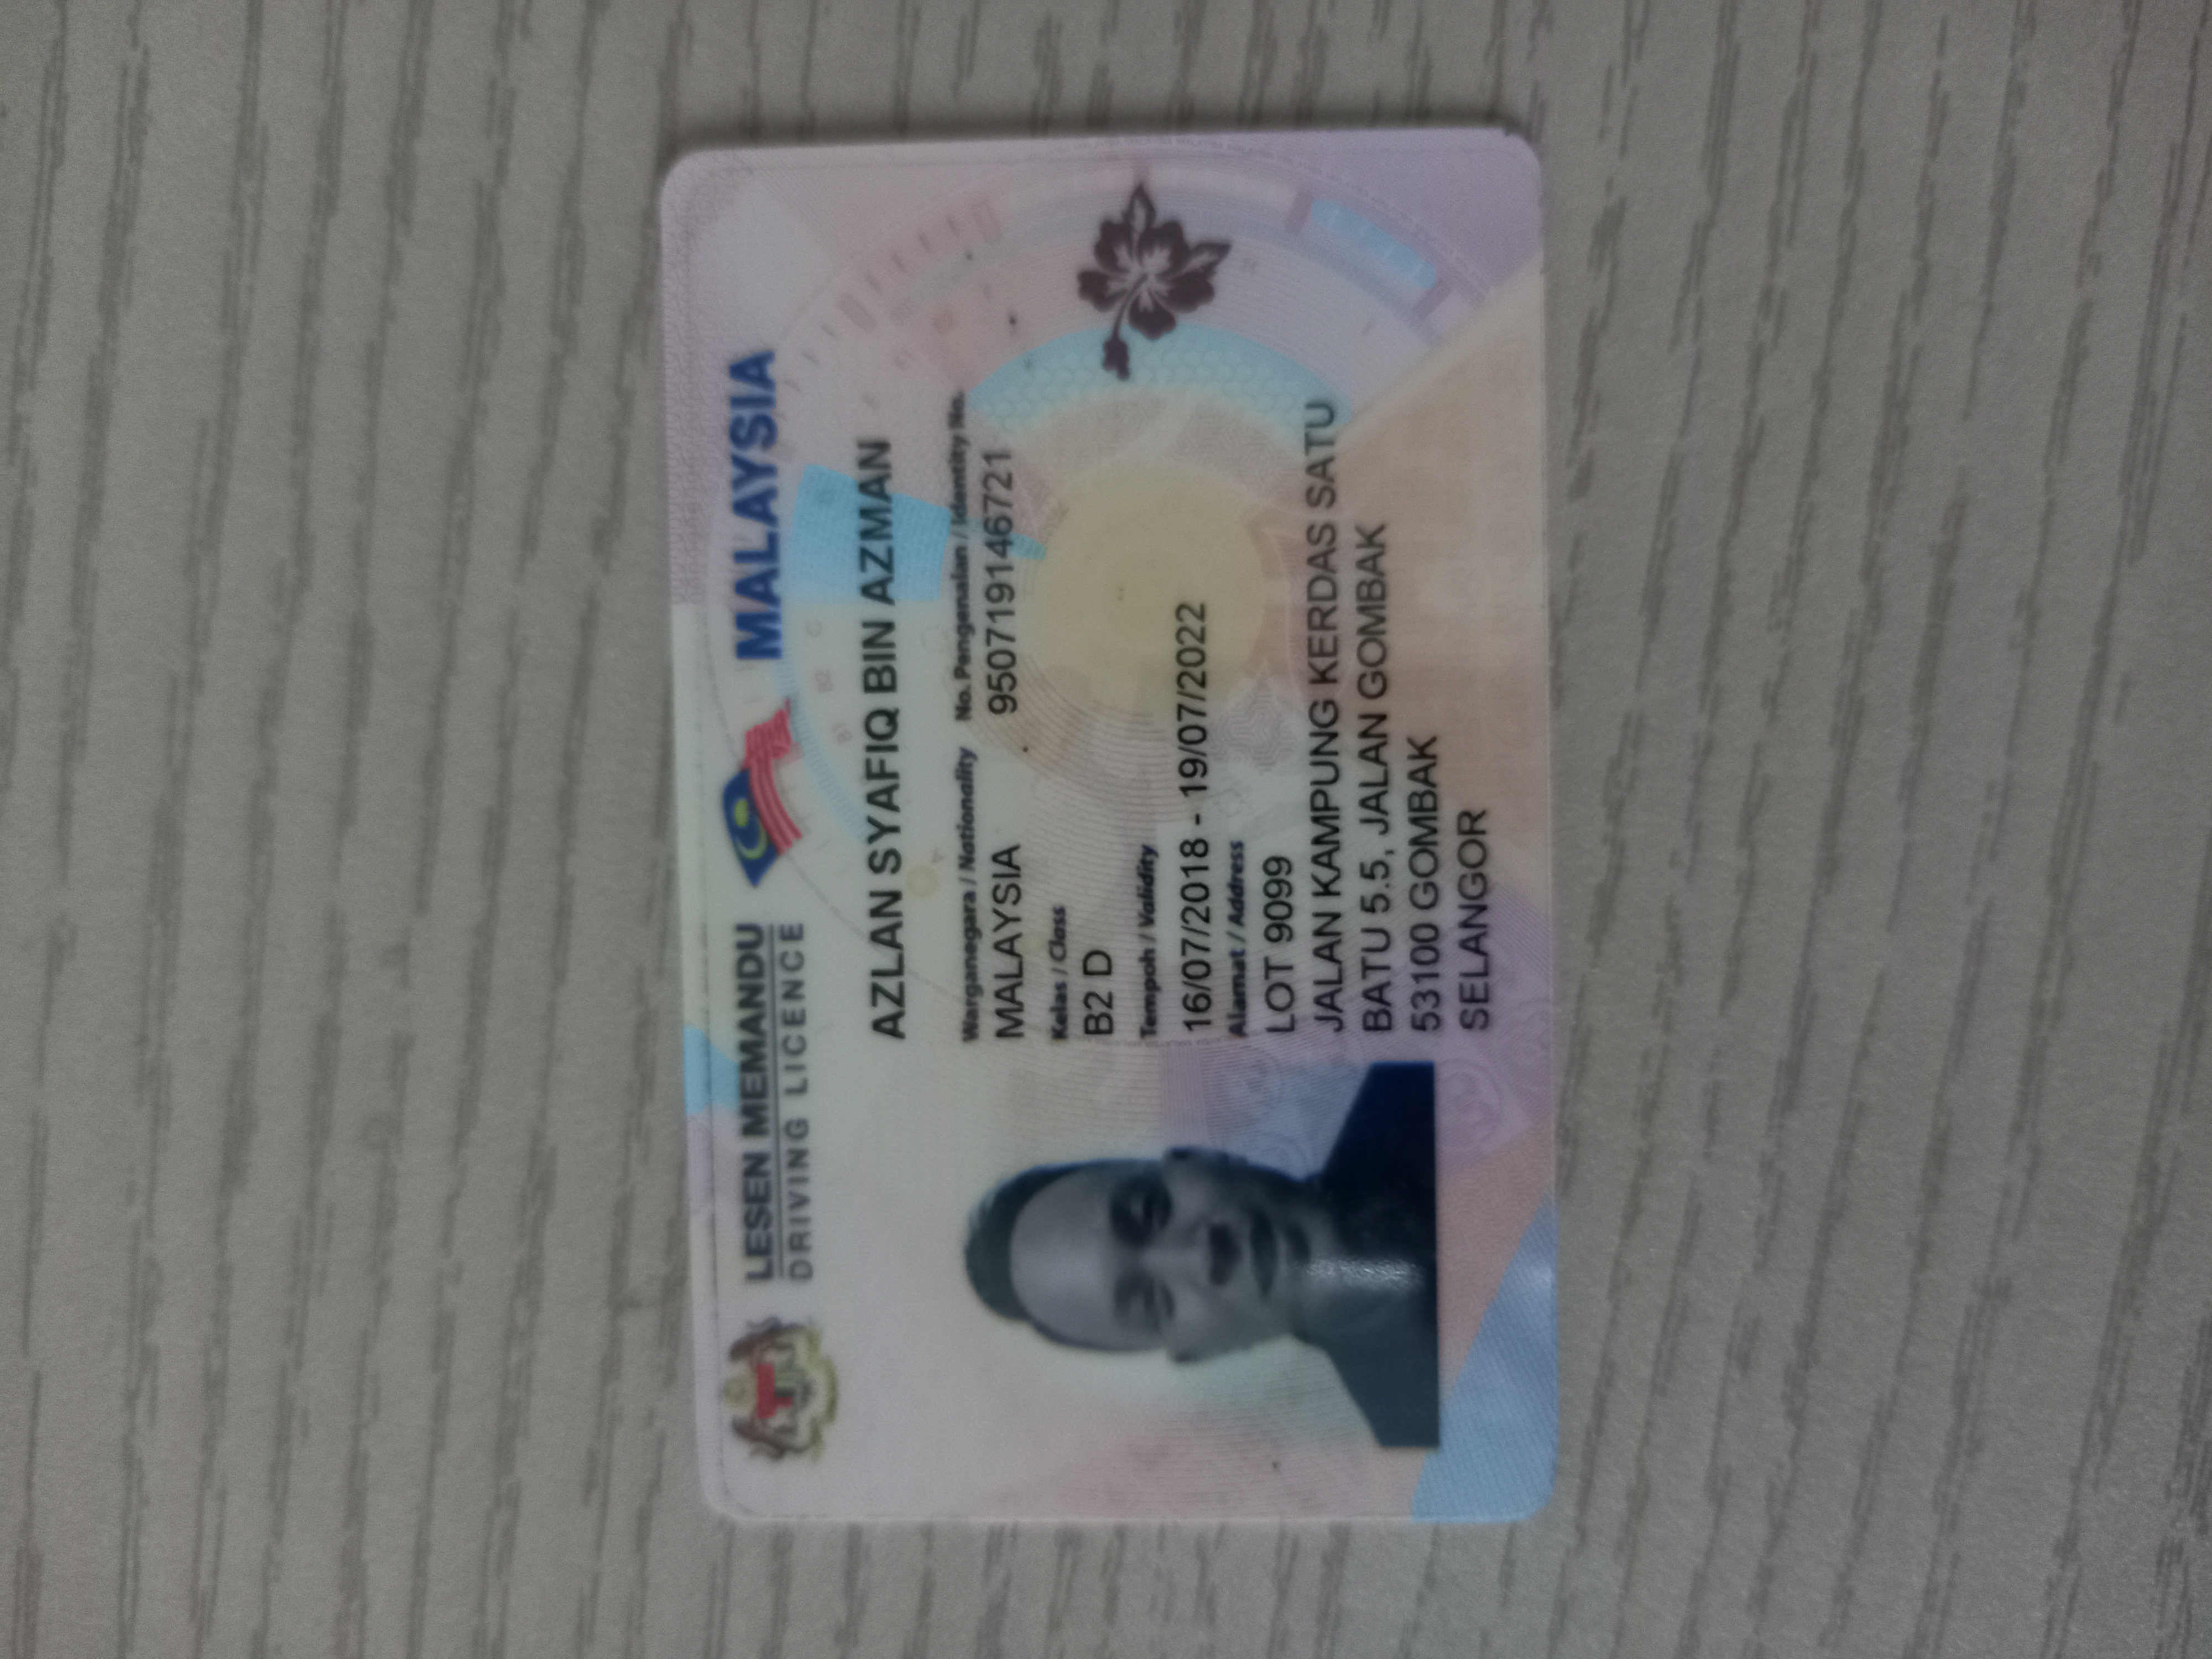 LESEN MEMANDU
DRIVING LICENCE
MALAYSIA
AZLAN SYAFIQ BIN AZMAN
Warganegara / Nationality No. Pengenalan / Identity No.
MALAYSIA 950719146721
Kelas / Class
B2 D
Tempoh / Validity
16/07/2018 - 19/07/2022
Alamat / Address
LOT 9099
JALAN KAMPUNG KERDAS SATU
BATU 5.5, JALAN GOMBAK
53100 GOMBAK
SELANGOR